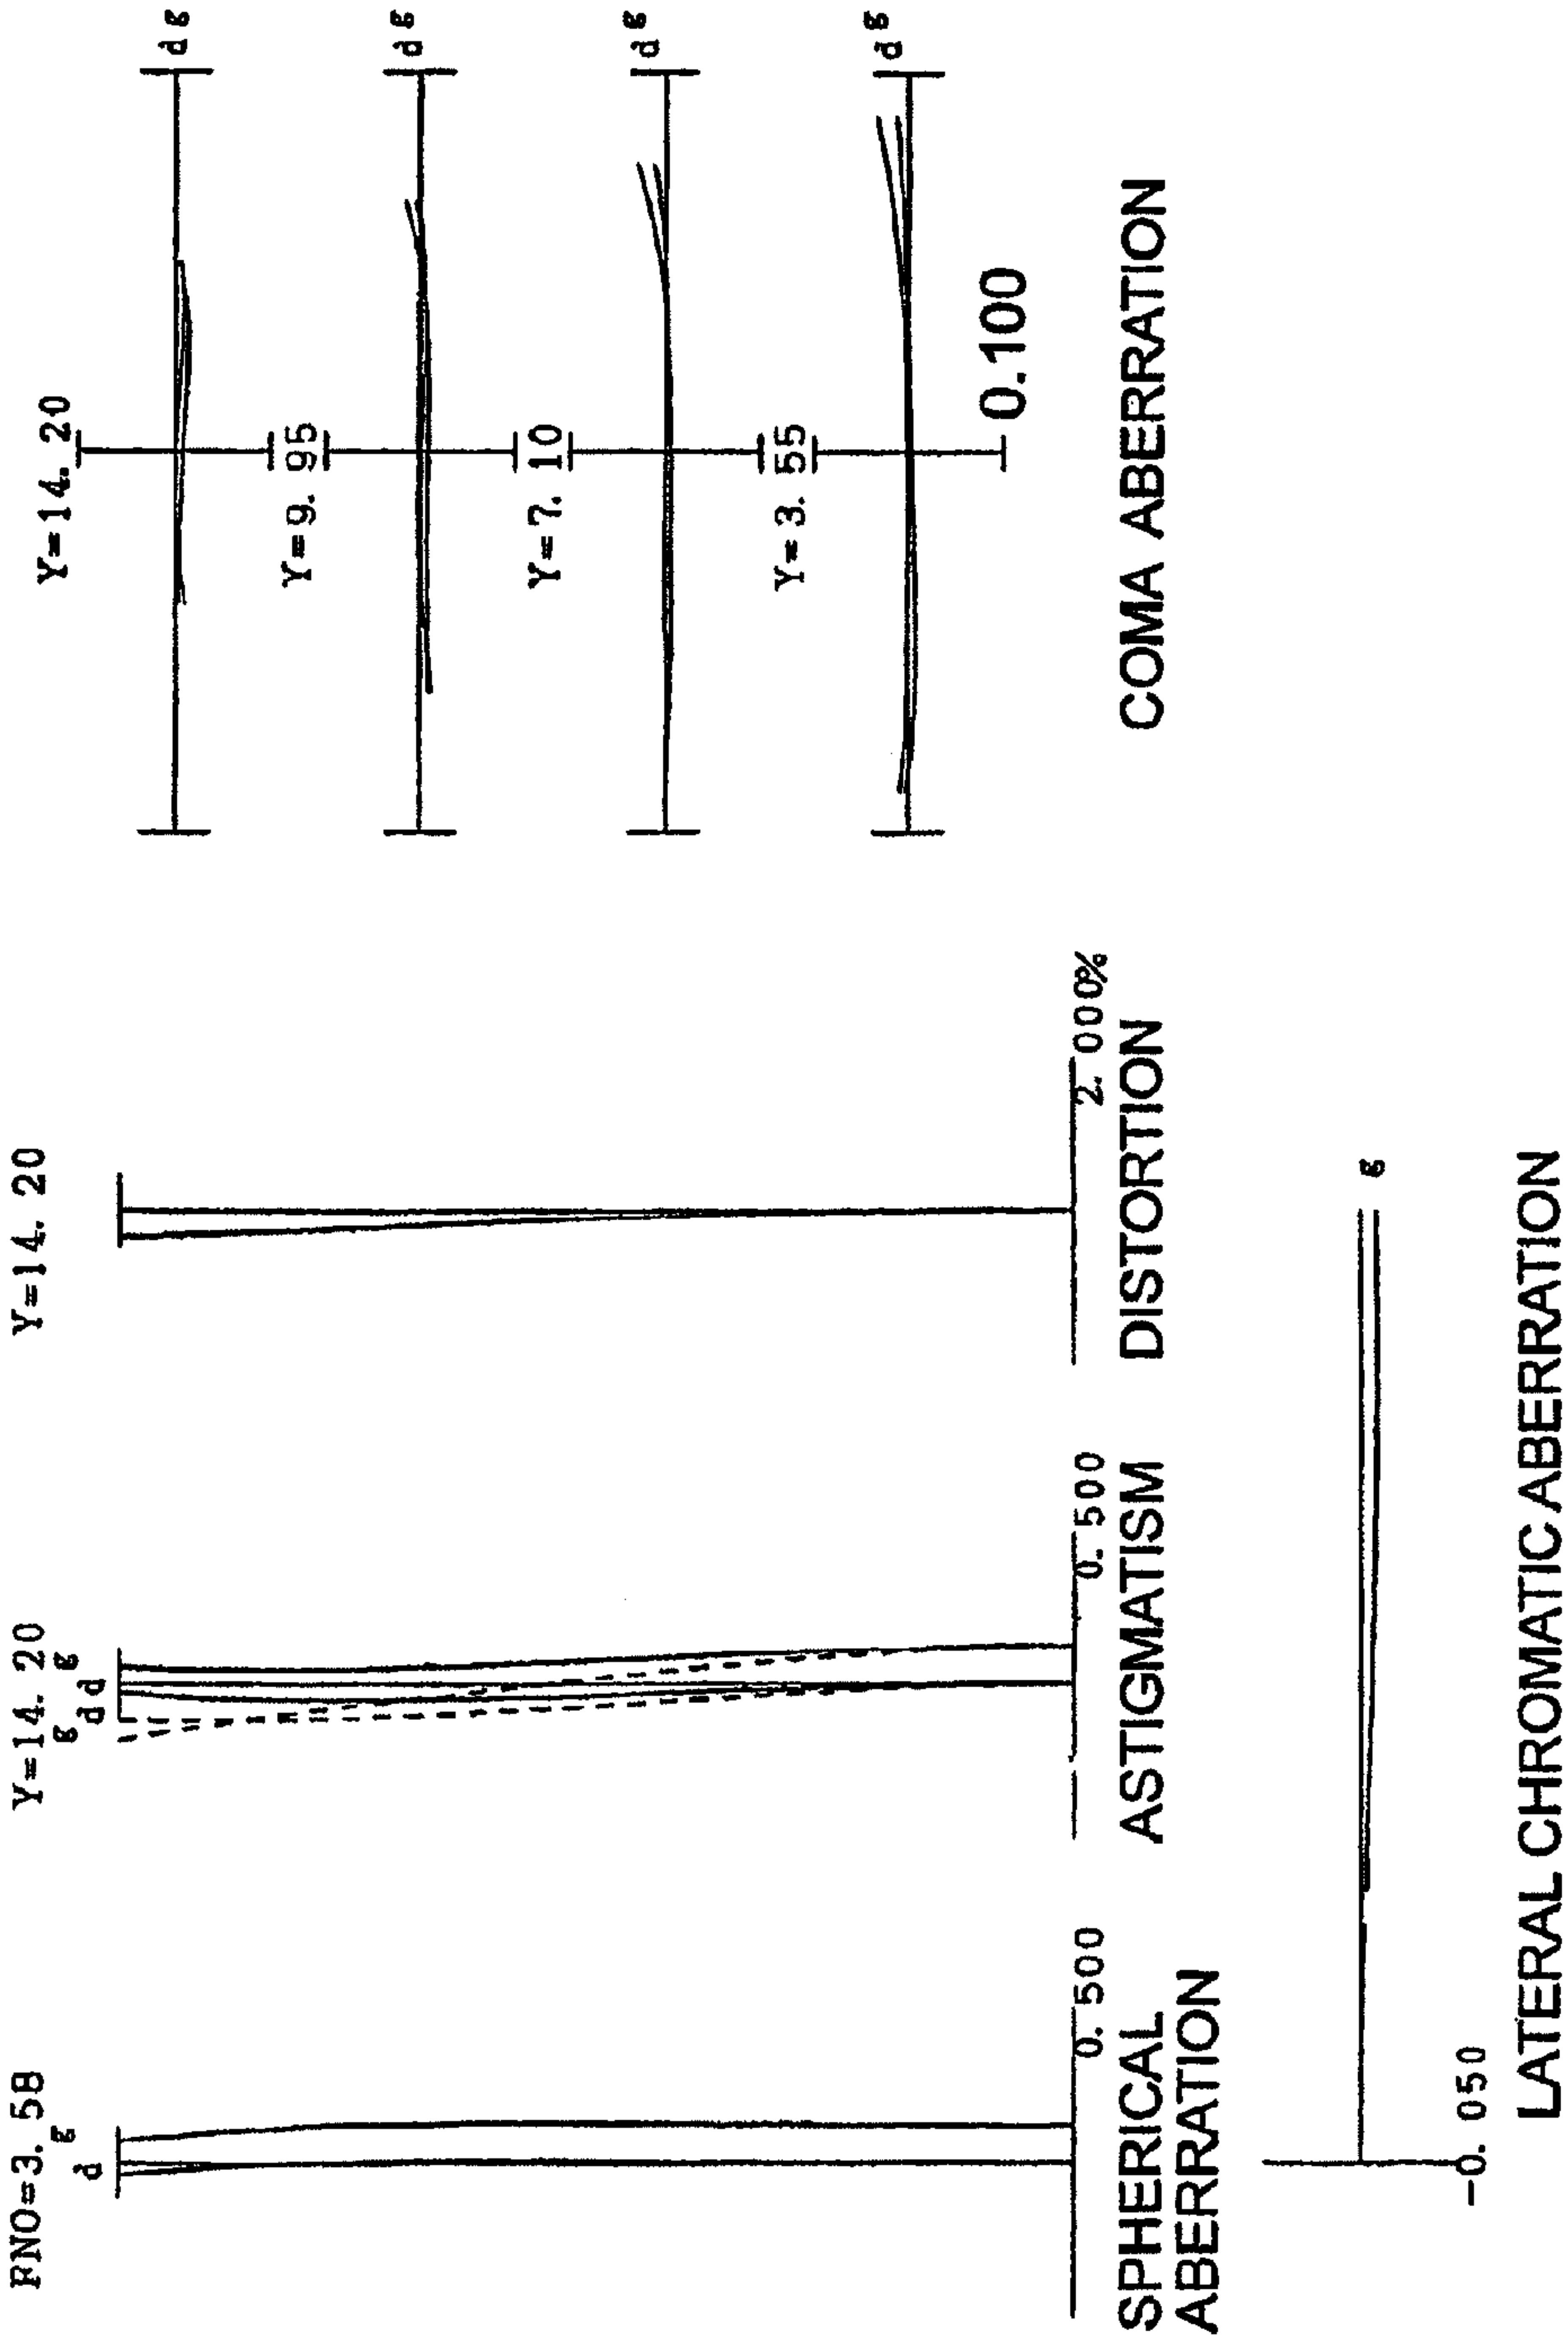 FNO=3. 58
d g
0. 500
SPHERICAL
ABERRATION
Y=14. 20
g d d g
0. 500
ASTIGMATISM
Y=14. 20
2. 000%
DISTORTION
Y=14. 20
d g
Y=9. 95
d g
Y=7. 10
d g
Y=3. 55
d g
0.100
COMA ABERRATION
g
-0. 050
LATERAL CHROMATIC ABERRATION